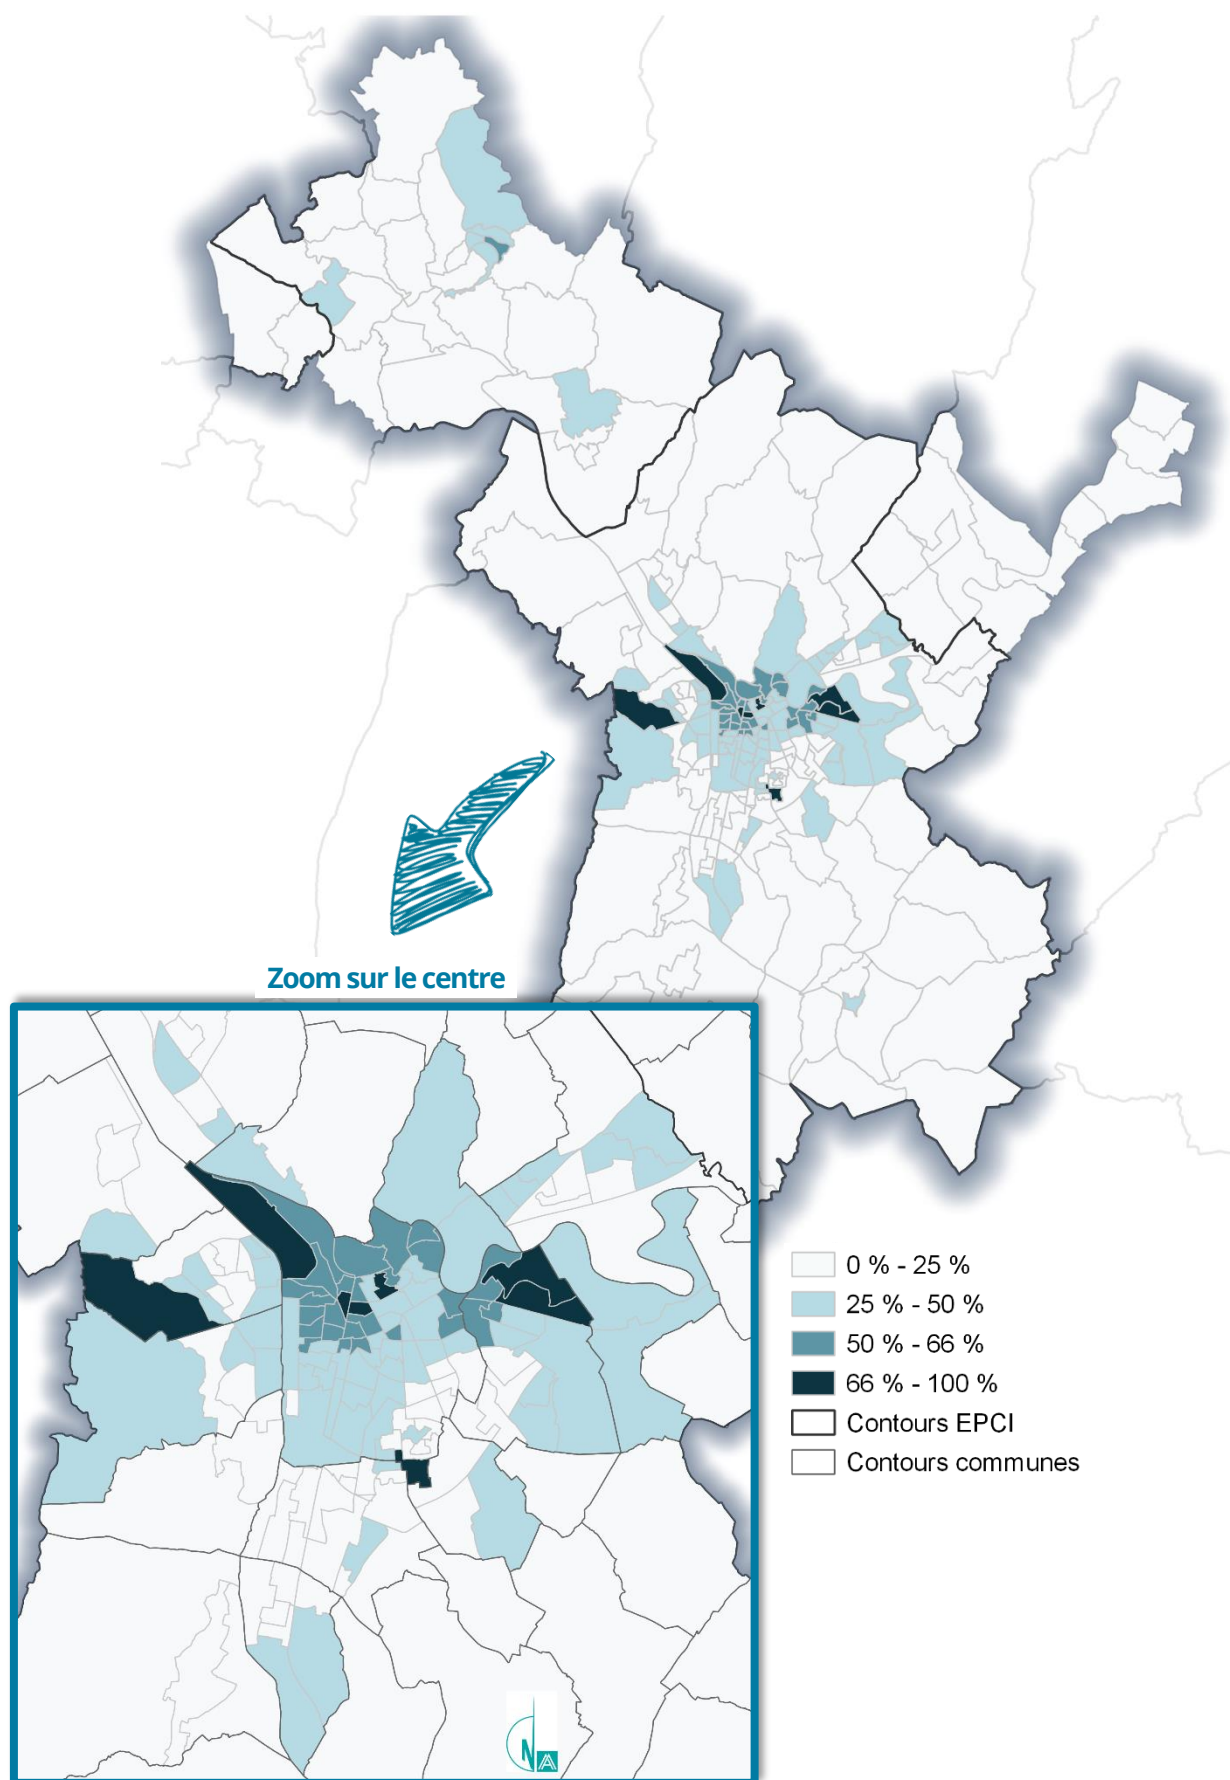 Zoom sur le centre
0 % - 25 %
25 % - 50 %
50 % - 66 %
66 % - 100 %
Contours EPCI
Contours communes
N